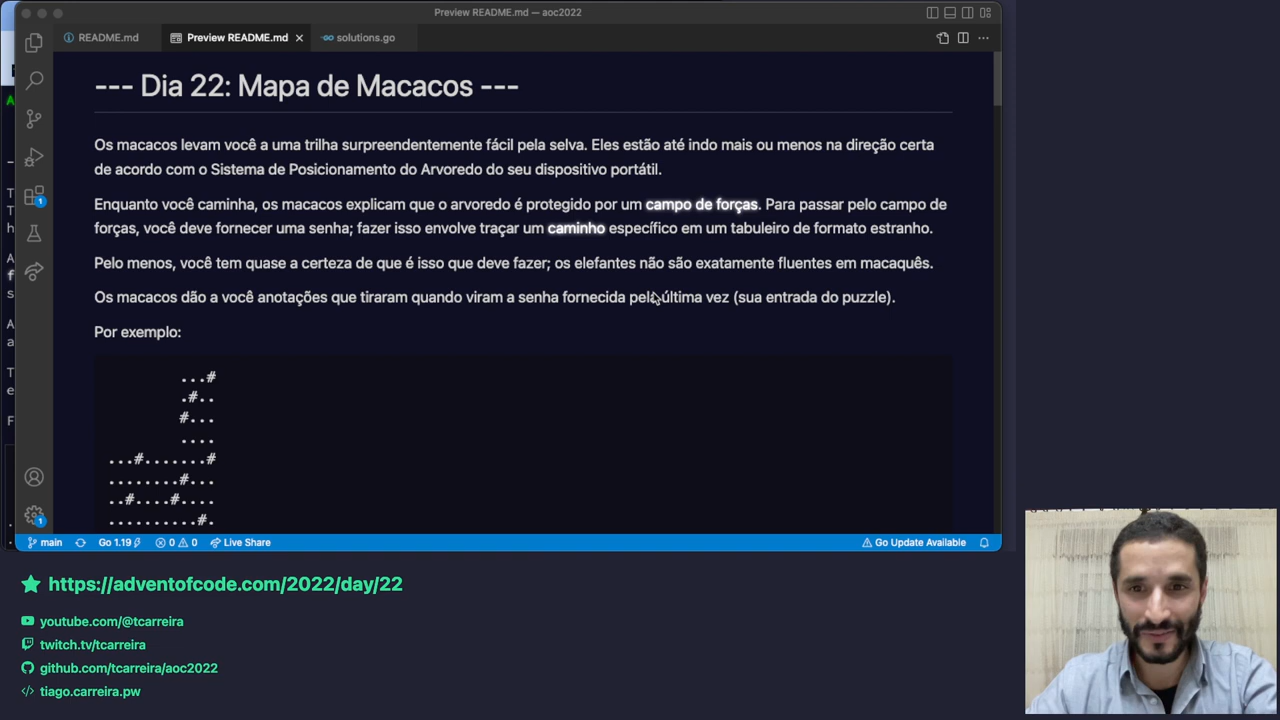 Preview README.md — aoc2022
README.md
Preview README.md
solutions.go
--- Dia 22: Mapa de Macacos ---
Os macacos levam você a uma trilha surpreendentemente fácil pela selva. Eles estão até indo mais ou menos na direção certa
de acordo com o Sistema de Posicionamento do Arvoredo do seu dispositivo portátil.
Enquanto você caminha, os macacos explicam que o arvoredo é protegido por um campo de forças. Para passar pelo campo de
forças, você deve fornecer uma senha; fazer isso envolve traçar um caminho específico em um tabuleiro de formato estranho.
Pelo menos, você tem quase a certeza de que é isso que deve fazer; os elefantes não são exatamente fluentes em macaquês.
Os macacos dão a você anotações que tiraram quando viram a senha fornecida pela última vez (sua entrada do puzzle).
Por exemplo:
        ...#
        .#..
        #...
        ....
...#.......#
........#...
..#....#....
..........#.
1
1
main
Go 1.19
0
0
Live Share
Go Update Available
https://adventofcode.com/2022/day/22
youtube.com/@tcarreira
twitch.tv/tcarreira
github.com/tcarreira/aoc2022
tiago.carreira.pw